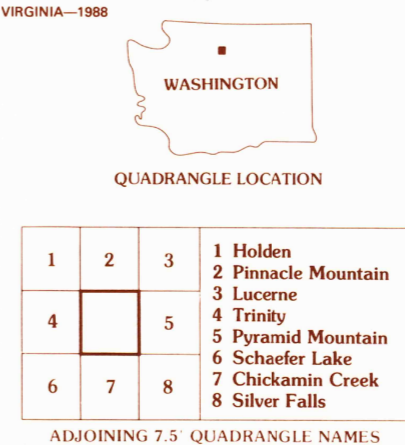 VIRGINIA—1988
WASHINGTON
QUADRANGLE LOCATION
1 2 3
4 5
6 7 8
1 Holden
2 Pinnacle Mountain
3 Lucerne
4 Trinity
5 Pyramid Mountain
6 Schaefer Lake
7 Chickamin Creek
8 Silver Falls
ADJOINING 7.5' QUADRANGLE NAMES